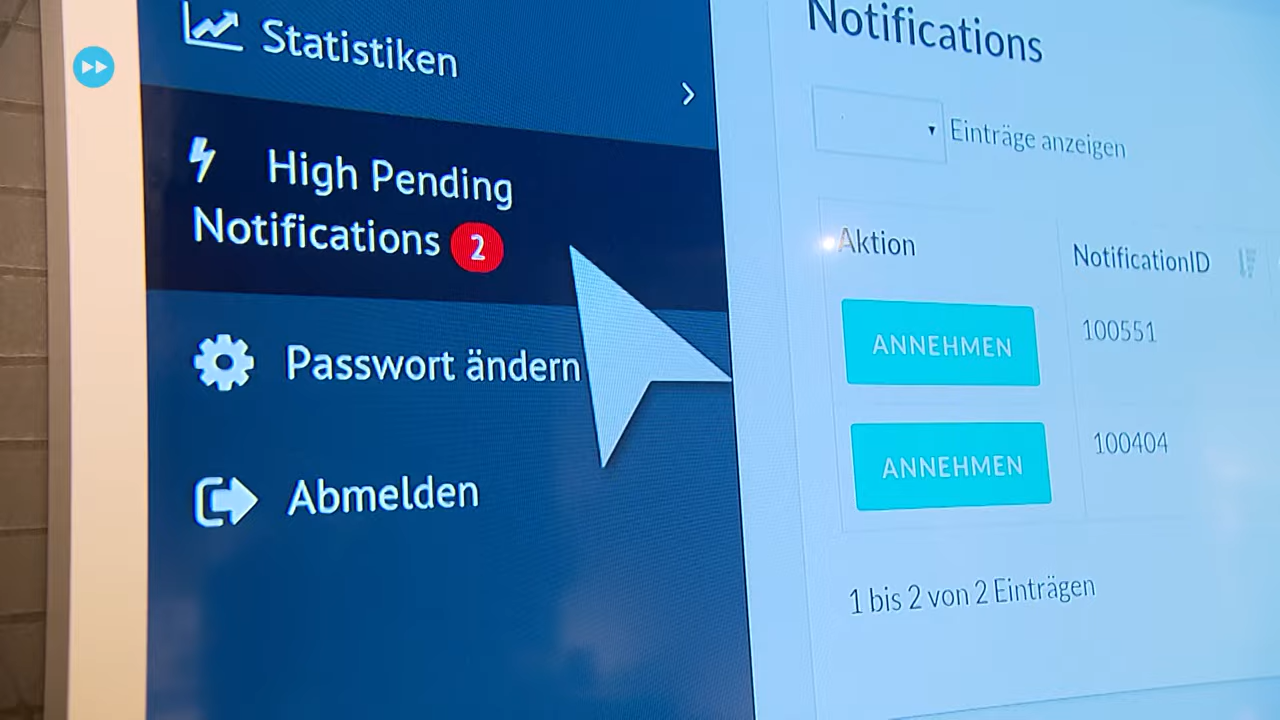 Statistiken
High Pending
Notifications 2
Passwort ändern
Abmelden
Notifications
Einträge anzeigen
Aktion NotificationID
ANNEHMEN 100551
ANNEHMEN 100404
1 bis 2 von 2 Einträgen